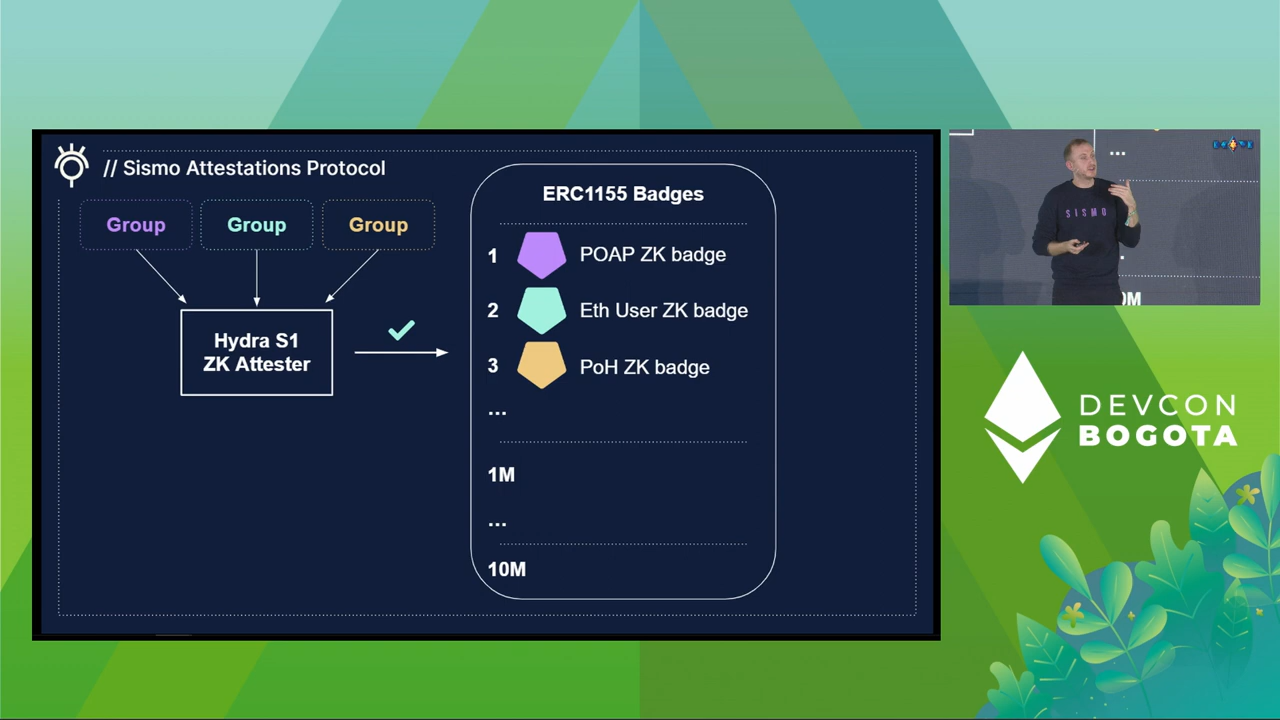 // Sismo Attestations Protocol
Group
Group
Group
Hydra S1
ZK Attester
ERC1155 Badges
1 POAP ZK badge
2 Eth User ZK badge
3 PoH ZK badge
...
1M
...
10M
...
SISMO
0M
DEVCON
BOGOTA